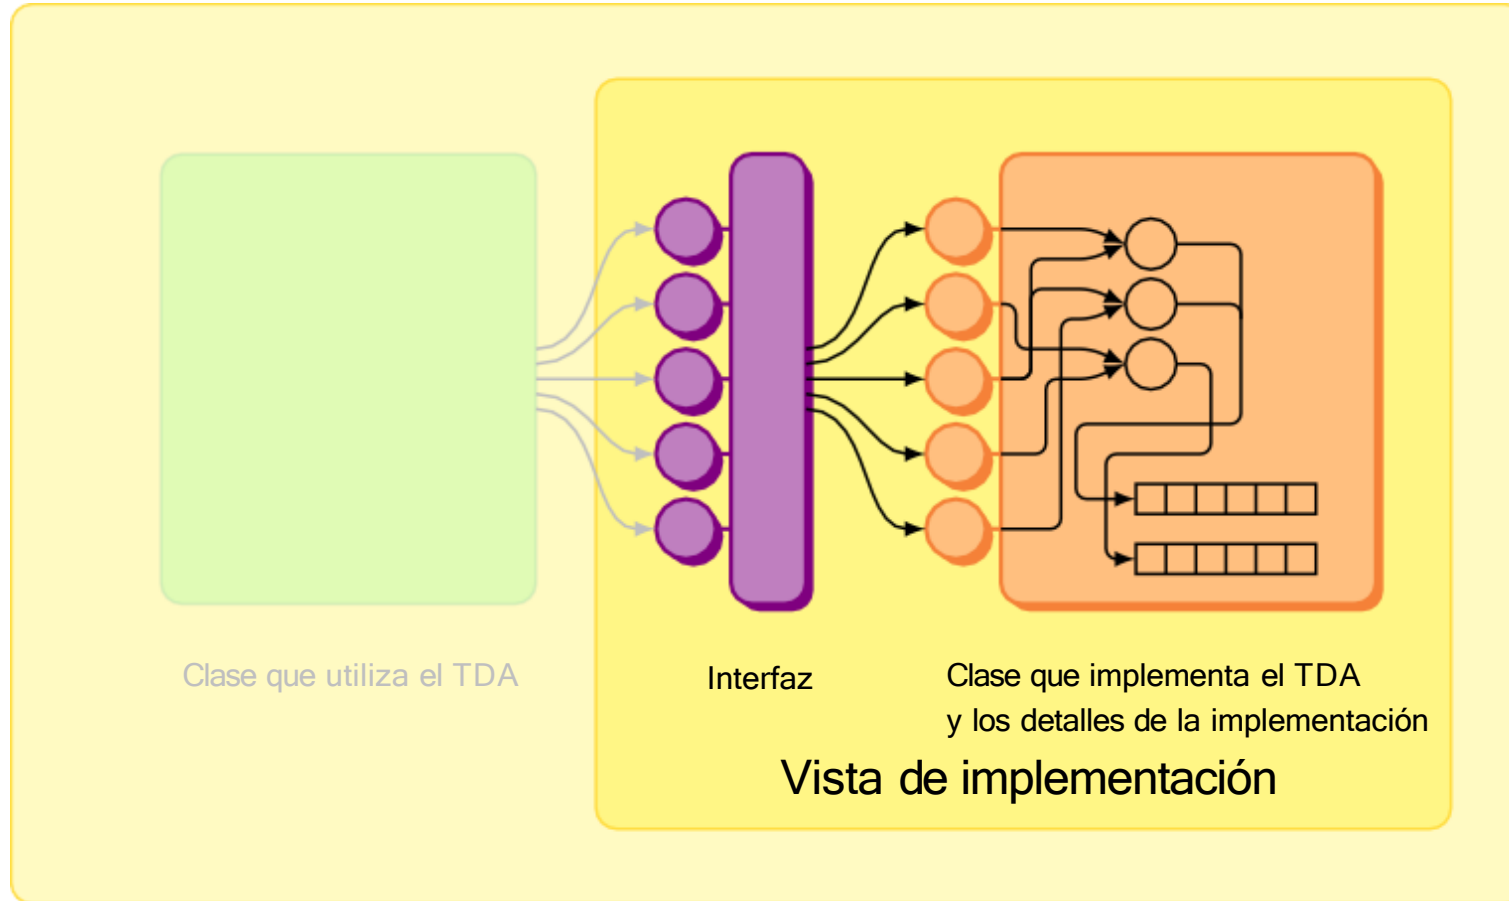 Clase que utiliza el TDA
Interfaz
Clase que implementa el TDA
y los detalles de la implementación
Vista de implementación